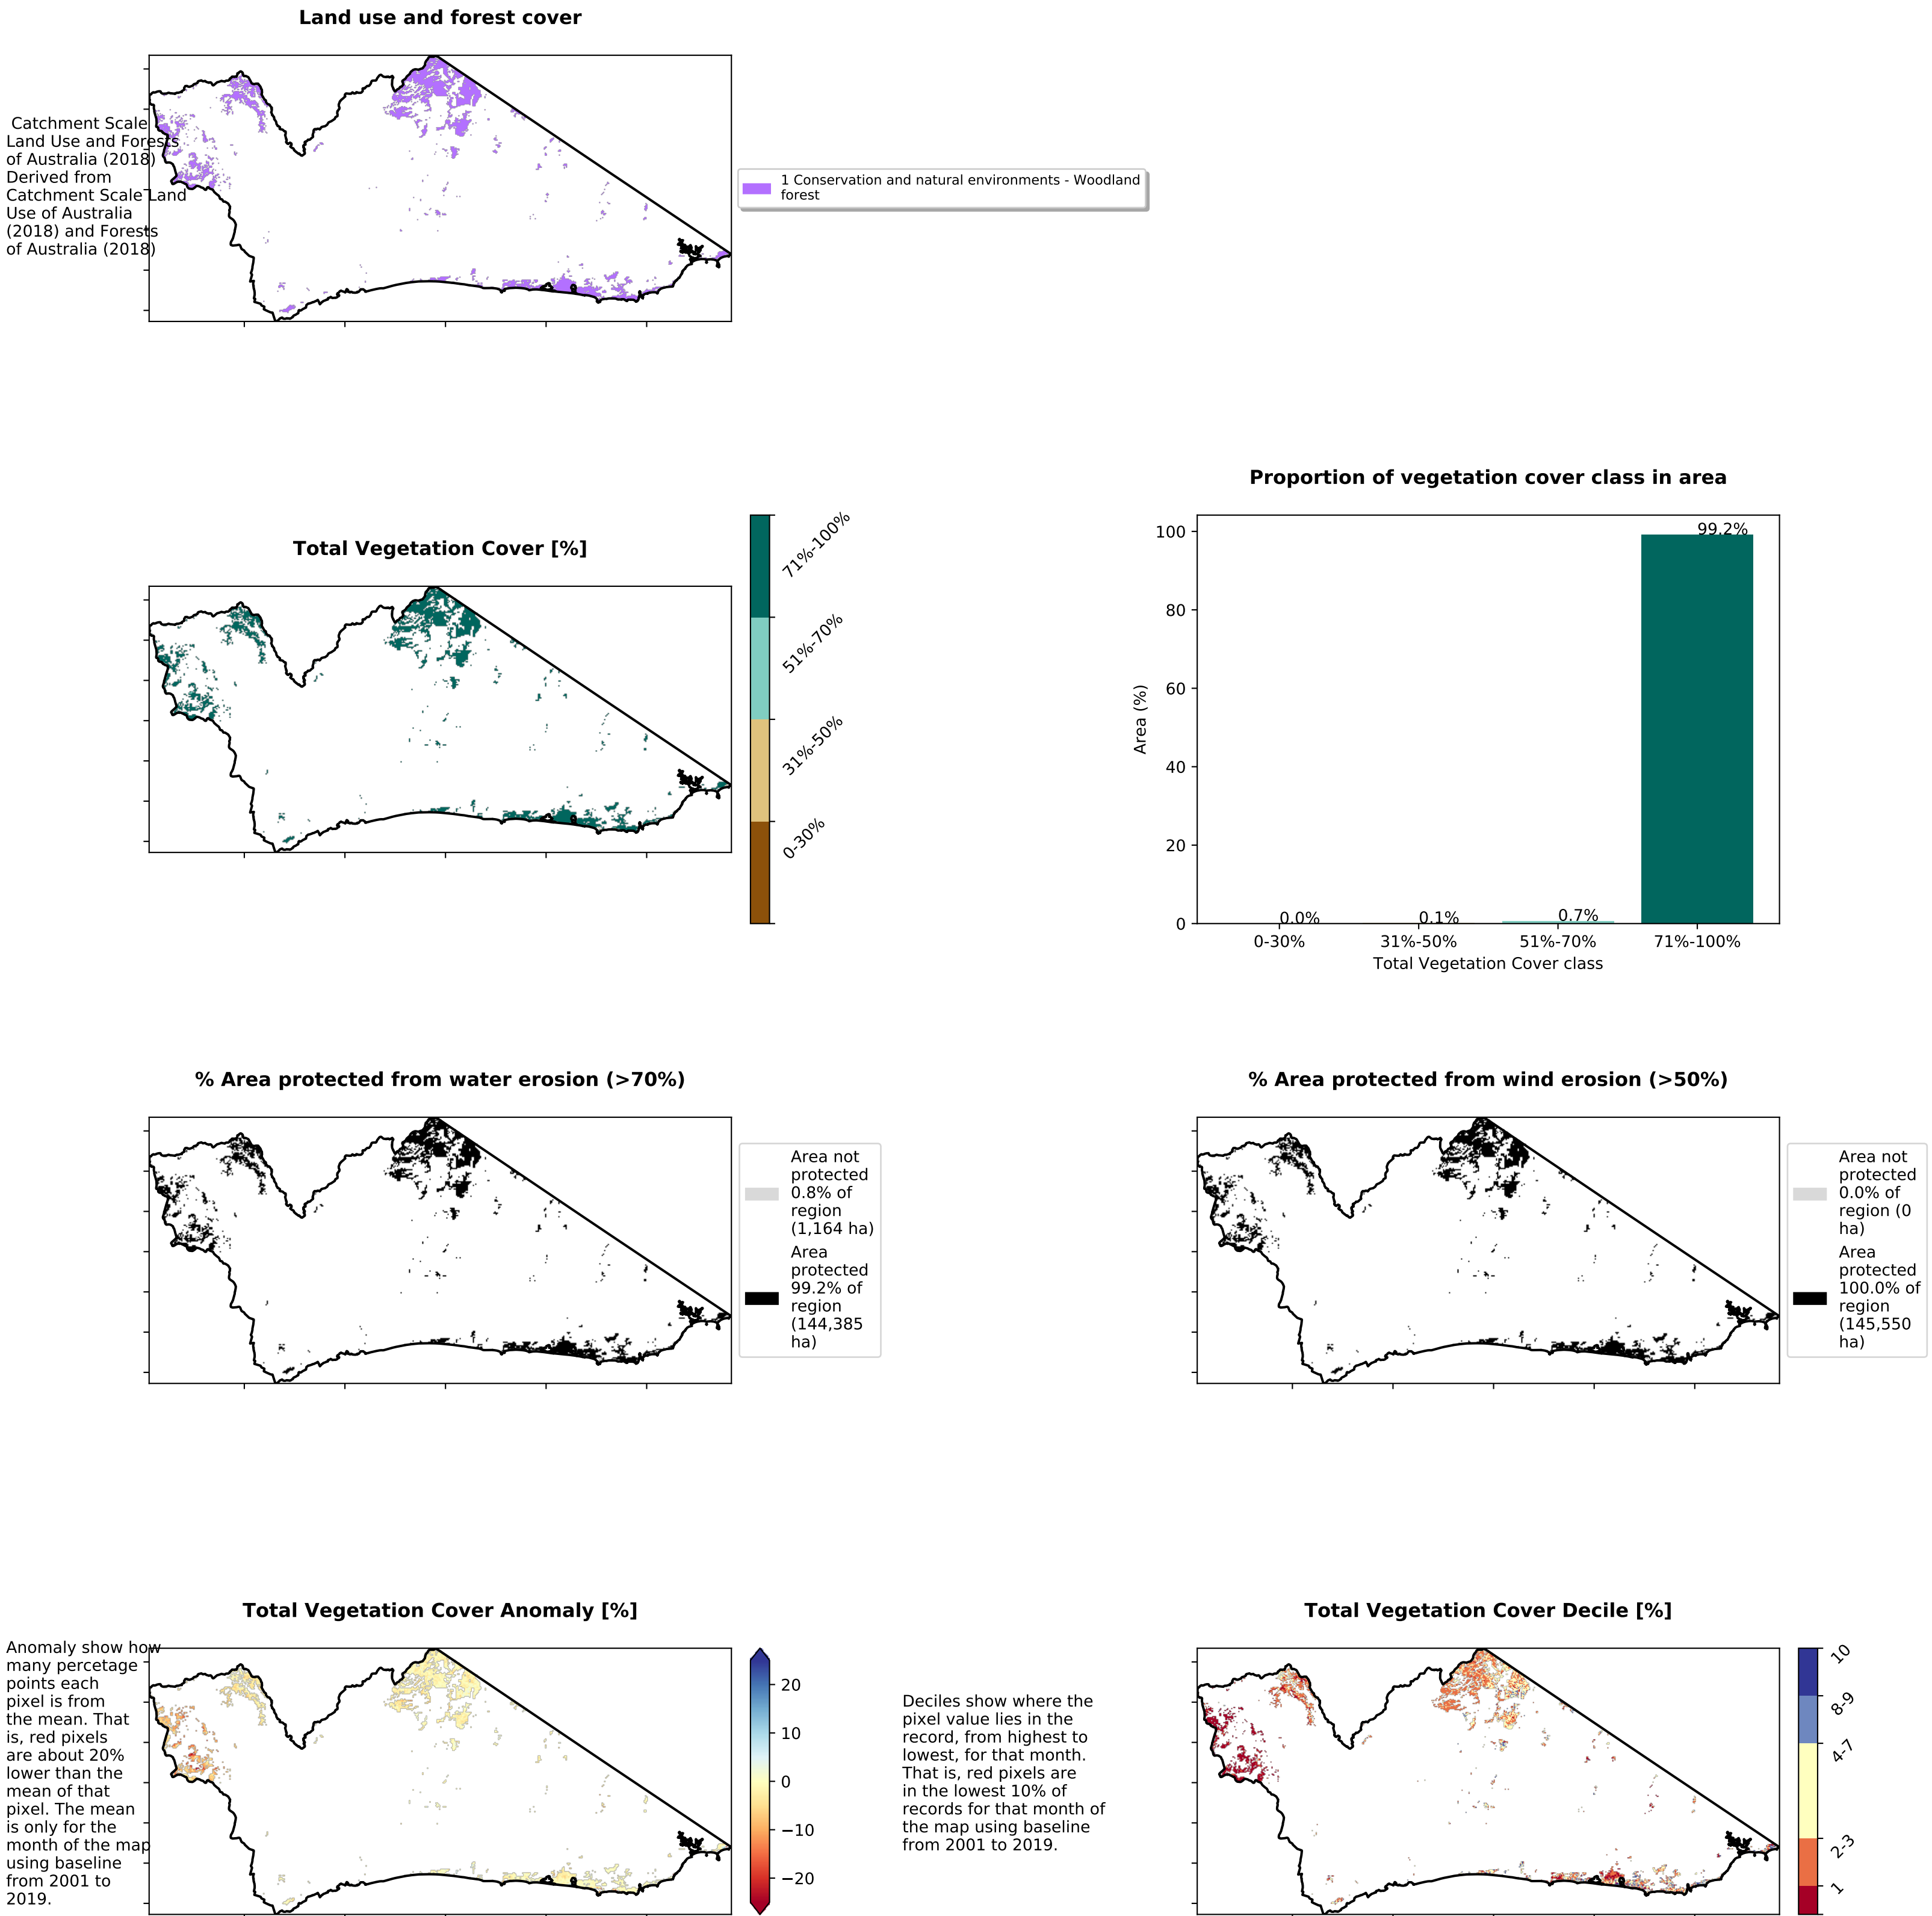 Land use and forest cover
Catchment Scale
Land Use and Forests
of Australia (2018)
Derived from
Catchment Scale Land
Use of Australia
(2018) and Forests
of Australia (2018)
1 Conservation and natural environments - Woodland
forest
Total Vegetation Cover [%]
71%-100%
51%-70%
31%-50%
0-30%
Proportion of vegetation cover class in area
Area (%)
100
80
60
40
20
0
0.0%
0.1%
0.7%
99.2%
0-30%
31%-50%
51%-70%
71%-100%
Total Vegetation Cover class
% Area protected from water erosion (>70%)
Area not
protected
0.8% of
region
(1,164 ha)
Area
protected
99.2% of
region
(144,385
ha)
% Area protected from wind erosion (>50%)
Area not
protected
0.0% of
region (0
ha)
Area
protected
100.0% of
region
(145,550
ha)
Total Vegetation Cover Anomaly [%]
Anomaly show how
many percetage
points each
pixel is from
the mean. That
is, red pixels
are about 20%
lower than the
mean of that
pixel. The mean
is only for the
month of the map
using baseline
from 2001 to
2019.
20
10
0
−10
−20
Total Vegetation Cover Decile [%]
Deciles show where the
pixel value lies in the
record, from highest to
lowest, for that month.
That is, red pixels are
in the lowest 10% of
records for that month of
the map using baseline
from 2001 to 2019.
10
8-9
4-7
2-3
1